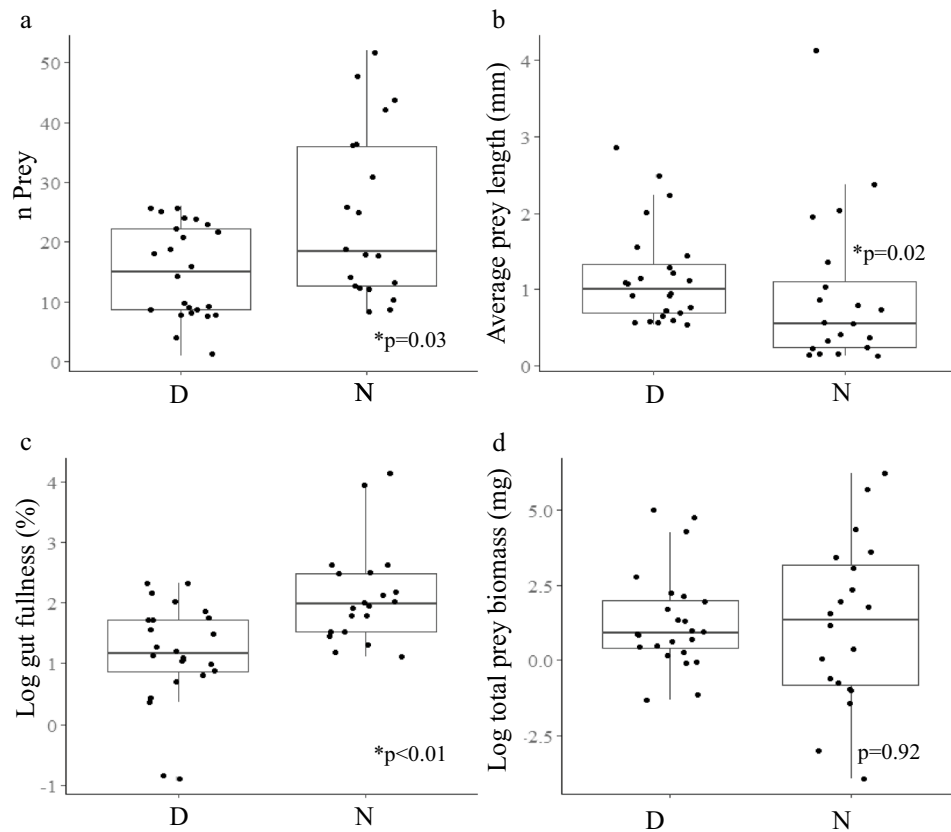 a
n Prey
50
40
30
20
10
0
*p=0.03
D N
b
Average prey length (mm)
4
3
2
1
0
*p=0.02
D N
c
Log gut fullness (%)
4
3
2
1
0
-1
*p<0.01
D N
d
Log total prey biomass (mg)
5.0
2.5
0.0
-2.5
p=0.92
D N